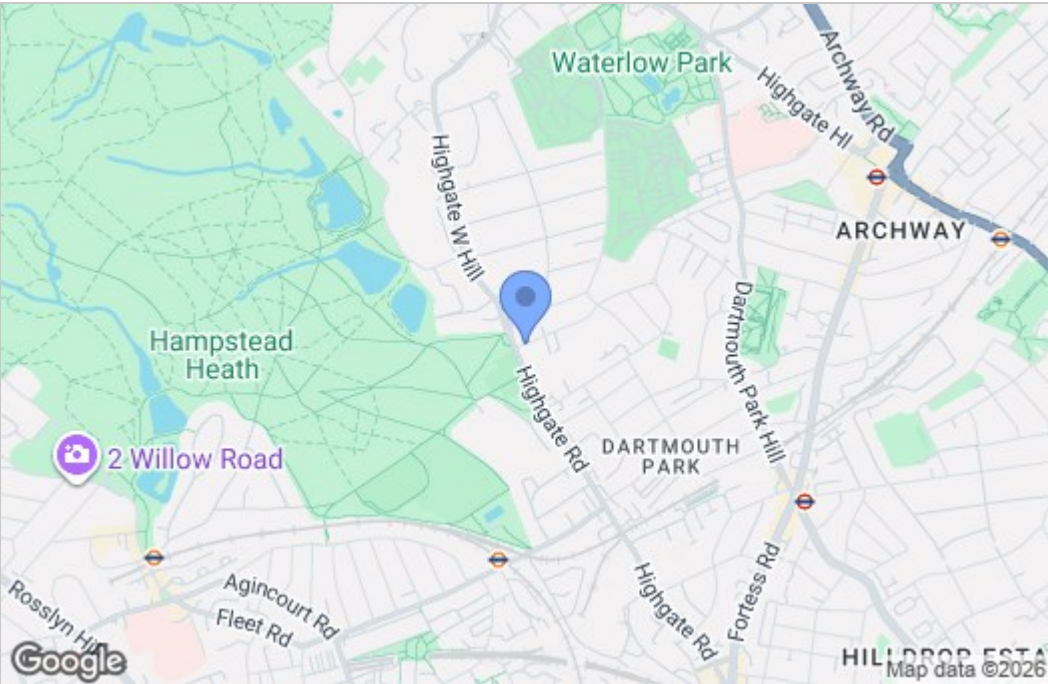 Waterlow Park
Archway Rd
Highgate Hl
Highgate W Hill
ARCHWAY
Hampstead
Heath
Dartmouth Park Hill
Highgate Rd
2 Willow Road
DARTMOUTH
PARK
Agincourt Rd
Fleet Rd
Rosslyn Hill
Highgate Rd
Fortess Rd
HILLDROP ESTA
Google
Map data ©2026